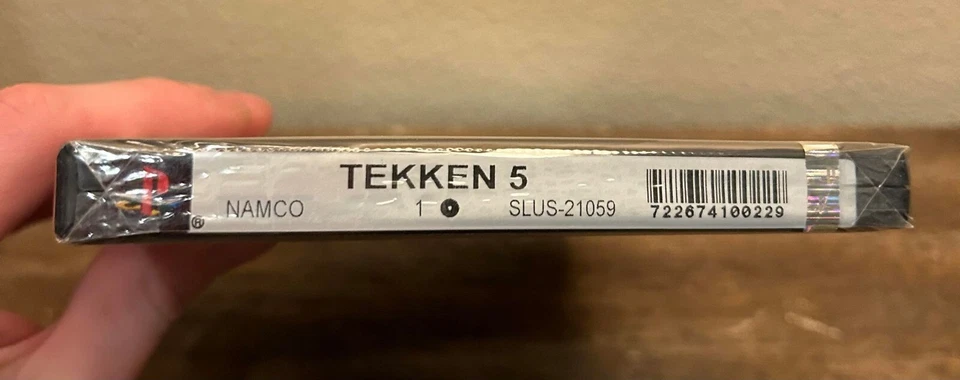 TEKKEN 5
NAMCO 1 SLUS-21059
722674100229
®